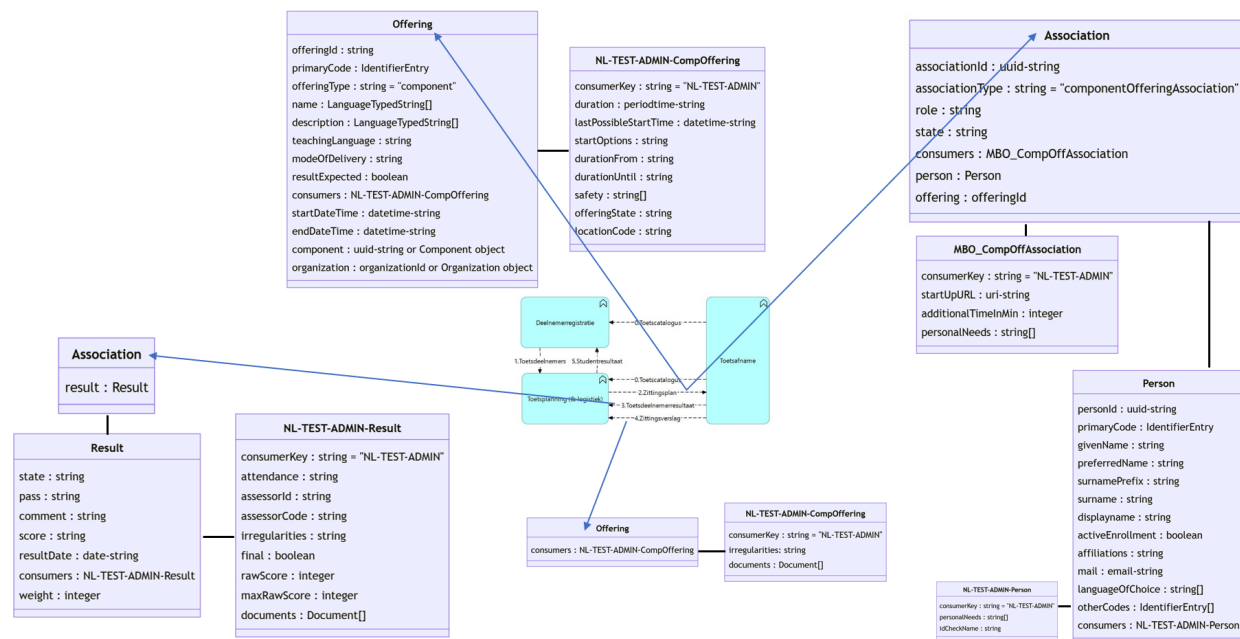 Offering
offeringId : string
primaryCode : IdentifierEntry
offeringType : string = "component"
name : LanguageTypedString[]
description : LanguageTypedString[]
teachingLanguage : string
modeOfDelivery : string
resultExpected : boolean
consumers : NL-TEST-ADMIN-CompOffering
startDateTime : datetime-string
endDateTime : datetime-string
component : uuid-string or Component object
organization : organizationId or Organization object
NL-TEST-ADMIN-CompOffering
consumerKey : string = "NL-TEST-ADMIN"
duration : periodtime-string
lastPossibleStartTime : datetime-string
startOptions : string
durationFrom : string
durationUntil : string
safety : string[]
offeringState : string
locationCode : string
Association
associationId : uuid-string
associationType : string = "componentOfferingAssociation"
role : string
state : string
consumers : MBO_CompOffAssociation
person : Person
offering : offeringId
MBO_CompOffAssociation
consumerKey : string = "NL-TEST-ADMIN"
startUpURL : uri-string
additionalTimeInMin : integer
personalNeeds : string[]
Deelnemerregistratie
0.Toetscatalogus
Toetsafname
1.Toetsdeelnemers
5.Studentresultaat
Toetsplanning (& logistiek)
0.Toetscatalogus
2.Zittingsplan
3.Toetsdeelnemerresultaat
4.Zittingsverslag
Association
result : Result
Result
state : string
pass : string
comment : string
score : string
resultDate : date-string
consumers : NL-TEST-ADMIN-Result
weight : integer
NL-TEST-ADMIN-Result
consumerKey : string = "NL-TEST-ADMIN"
attendance : string
assessorId : string
assessorCode : string
irregularities : string
final : boolean
rawScore : integer
maxRawScore : integer
documents : Document[]
Offering
consumers : NL-TEST-ADMIN-CompOffering
NL-TEST-ADMIN-CompOffering
consumerKey : string = "NL-TEST-ADMIN"
irregularities: string
documents : Document[]
Person
personId : uuid-string
primaryCode : IdentifierEntry
givenName : string
preferredName : string
surnamePrefix : string
surname : string
displayname : string
activeEnrollment : boolean
affiliations : string
mail : email-string
languageOfChoice : string[]
otherCodes : IdentifierEntry[]
consumers : NL-TEST-ADMIN-Person
NL-TEST-ADMIN-Person
consumerKey : string = "NL-TEST-ADMIN"
personalNeeds : string[]
idCheckName : string